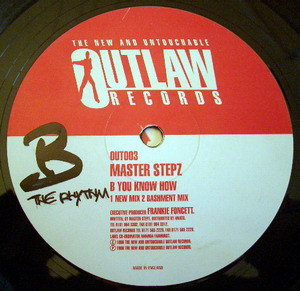 THE NEW AND UNTOUCHABLE
OUTLAW
RECORDS
OUT003
MASTER STEPZ
B YOU KNOW HOW
1 NEW MIX 2 BASHMENT MIX
EXECUTIVE PRODUCER FRANKIE FONCETT.
B
THE RHYTHM
MADE IN ENGLAND